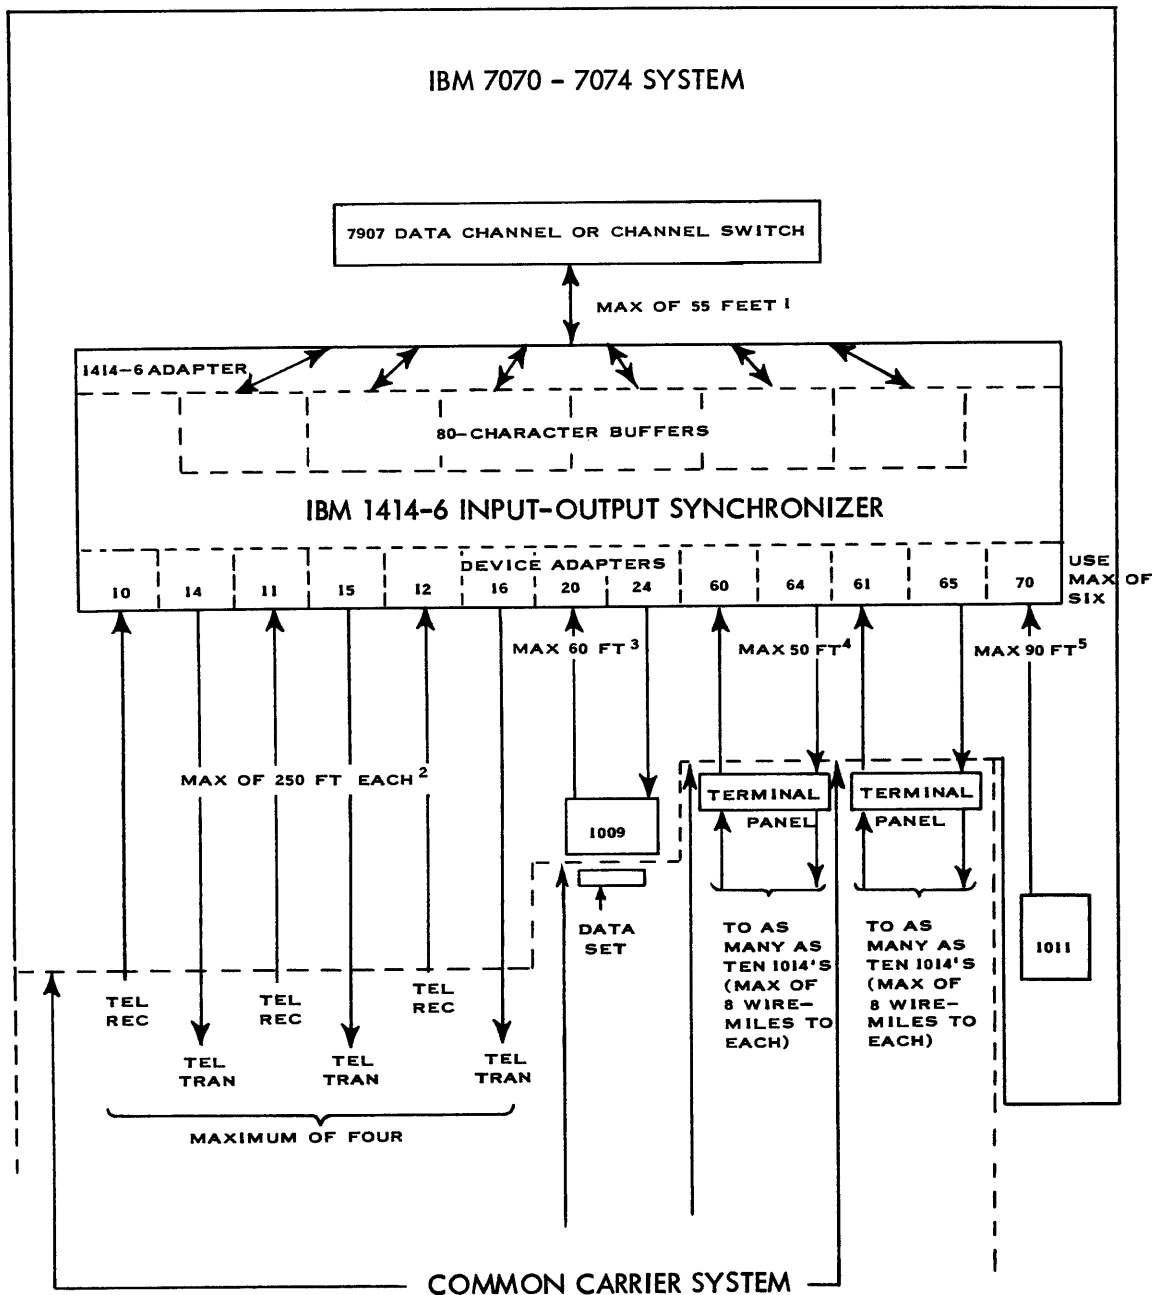 IBM 7070 – 7074 SYSTEM
7907 DATA CHANNEL OR CHANNEL SWITCH
MAX OF 55 FEET 1
1414–6 ADAPTER
80–CHARACTER BUFFERS
IBM 1414–6 INPUT–OUTPUT SYNCHRONIZER
DEVICE ADAPTERS
10 14 11 15 12 16 20 24 60 64 61 65 70
USE
MAX OF
SIX
MAX 60 FT 3
MAX 50 FT 4
MAX 90 FT 5
MAX OF 250 FT EACH 2
TERMINAL
PANEL
TERMINAL
PANEL
1009
DATA
SET
TO AS
MANY AS
TEN 1014'S
(MAX OF
8 WIRE–
MILES TO
EACH)
TO AS
MANY AS
TEN 1014'S
(MAX OF
8 WIRE–
MILES TO
EACH)
1011
TEL
REC
TEL
REC
TEL
REC
TEL
TRAN
TEL
TRAN
TEL
TRAN
MAXIMUM OF FOUR
COMMON CARRIER SYSTEM